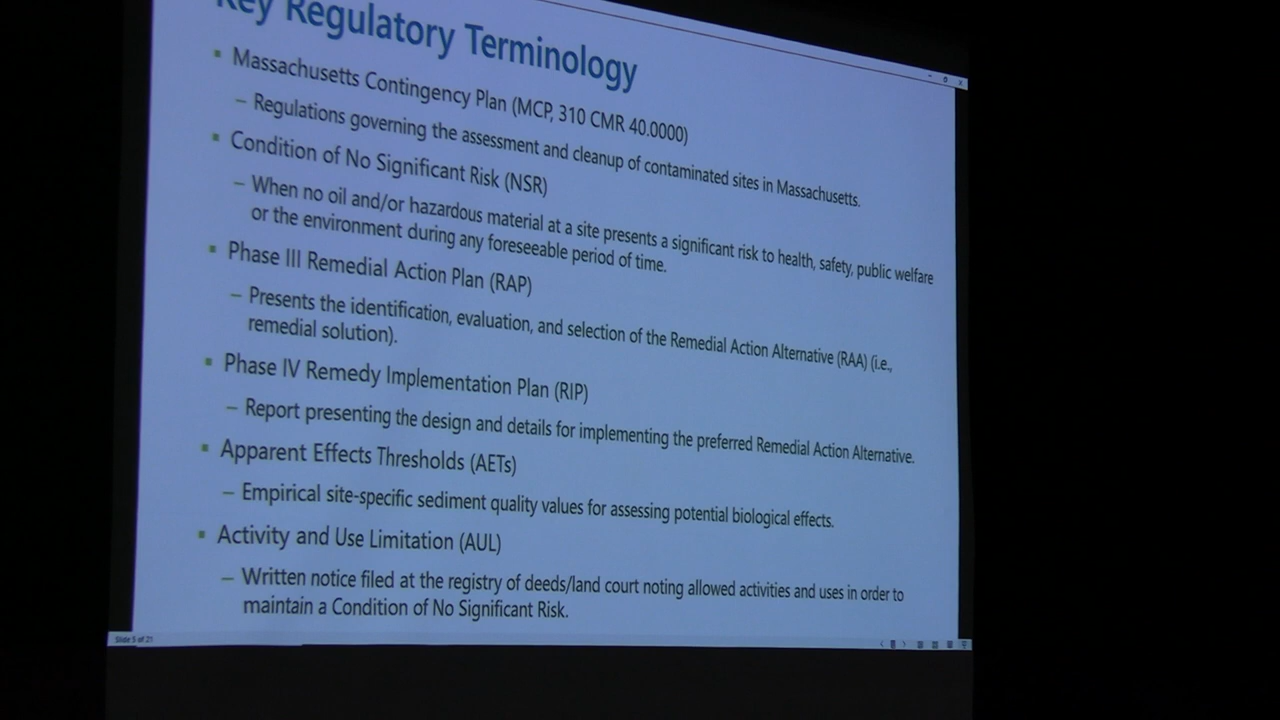 Key Regulatory Terminology
▪ Massachusetts Contingency Plan (MCP, 310 CMR 40.0000)
– Regulations governing the assessment and cleanup of contaminated sites in Massachusetts.
▪ Condition of No Significant Risk (NSR)
– When no oil and/or hazardous material at a site presents a significant risk to health, safety, public welfare
or the environment during any foreseeable period of time.
▪ Phase III Remedial Action Plan (RAP)
– Presents the identification, evaluation, and selection of the Remedial Action Alternative (RAA) (i.e.,
remedial solution).
▪ Phase IV Remedy Implementation Plan (RIP)
– Report presenting the design and details for implementing the preferred Remedial Action Alternative.
▪ Apparent Effects Thresholds (AETs)
– Empirical site-specific sediment quality values for assessing potential biological effects.
▪ Activity and Use Limitation (AUL)
– Written notice filed at the registry of deeds/land court noting allowed activities and uses in order to
maintain a Condition of No Significant Risk.
Slide 5 of 21